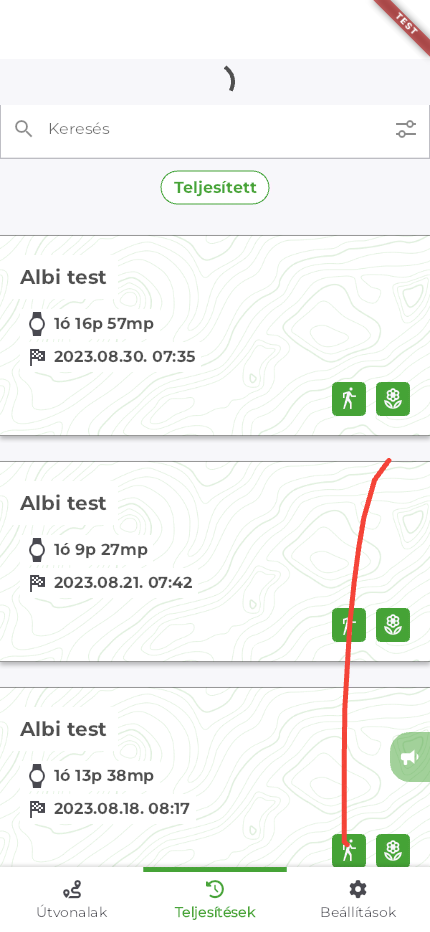 TEST
Keresés
Teljesített
Albi test
1ó 16p 57mp
2023.08.30. 07:35
Albi test
1ó 9p 27mp
2023.08.21. 07:42
Albi test
1ó 13p 38mp
2023.08.18. 08:17
Útvonalak
Teljesítések
Beállítások